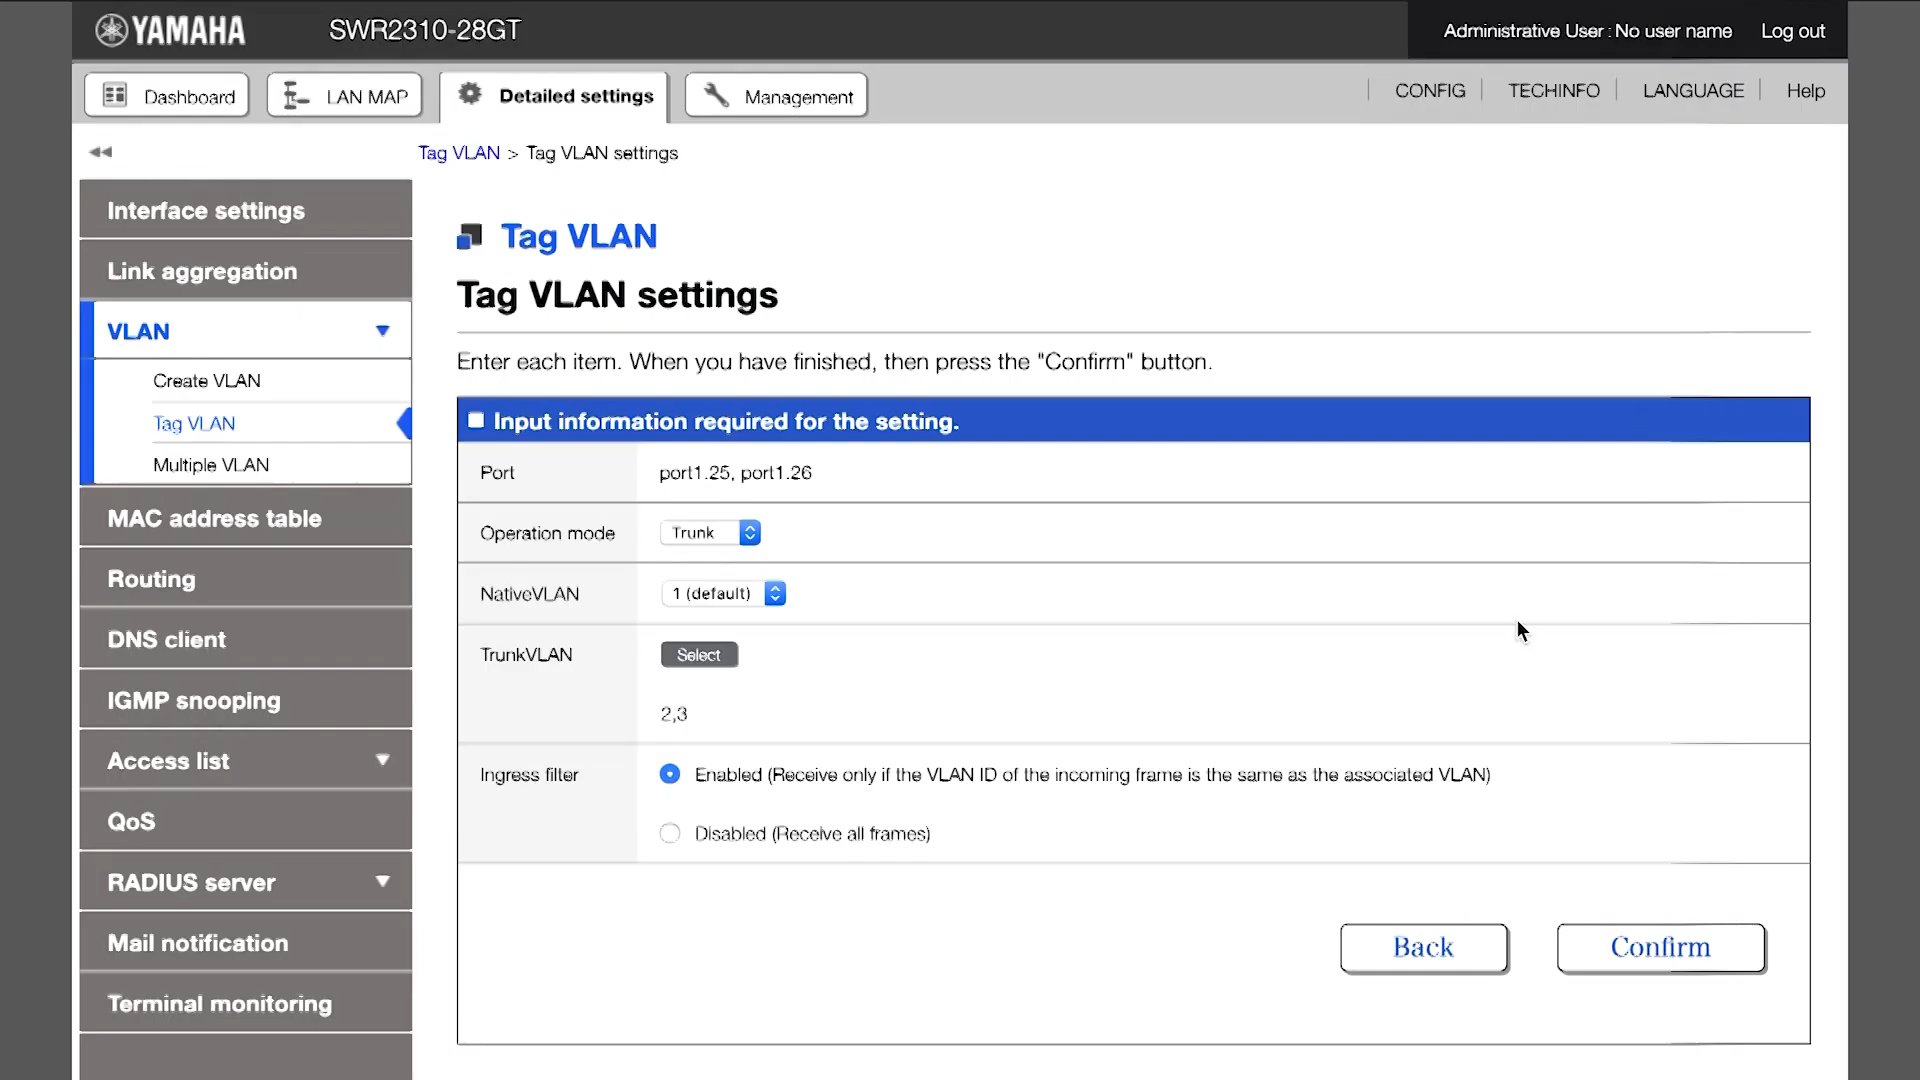 YAMAHA SWR2310-28GT Administrative User : No user name Log out
Dashboard LAN MAP Detailed settings Management CONFIG TECHINFO LANGUAGE Help
Tag VLAN > Tag VLAN settings
Interface settings
Link aggregation
VLAN
Create VLAN
Tag VLAN
Multiple VLAN
MAC address table
Routing
DNS client
IGMP snooping
Access list
QoS
RADIUS server
Mail notification
Terminal monitoring
Tag VLAN
Tag VLAN settings
Enter each item. When you have finished, then press the "Confirm" button.
Input information required for the setting.
Port port1.25, port1.26
Operation mode Trunk
NativeVLAN 1 (default)
TrunkVLAN Select
2,3
Ingress filter Enabled (Receive only if the VLAN ID of the incoming frame is the same as the associated VLAN)
Disabled (Receive all frames)
Back Confirm